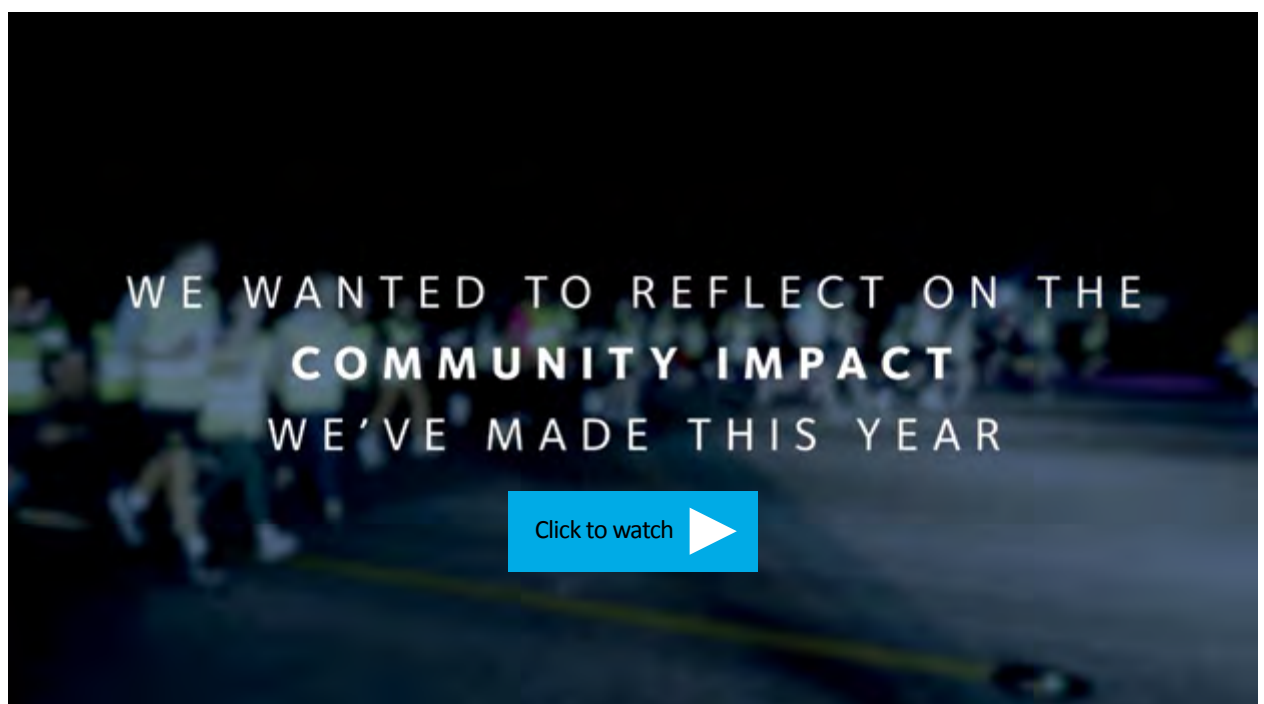 WE WANTED TO REFLECT ON THE
COMMUNITY IMPACT
WE'VE MADE THIS YEAR
Click to watch